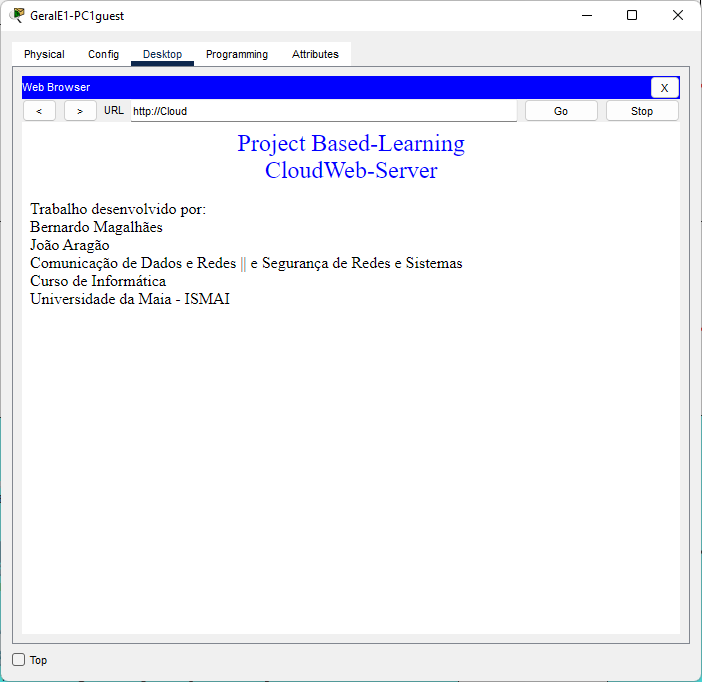 GeralE1-PC1guest
Physical Config Desktop Programming Attributes
Web Browser X
< > URL http://Cloud Go Stop
Project Based-Learning
CloudWeb-Server
Trabalho desenvolvido por:
Bernardo Magalhães
João Aragão
Comunicação de Dados e Redes || e Segurança de Redes e Sistemas
Curso de Informática
Universidade da Maia - ISMAI
Top